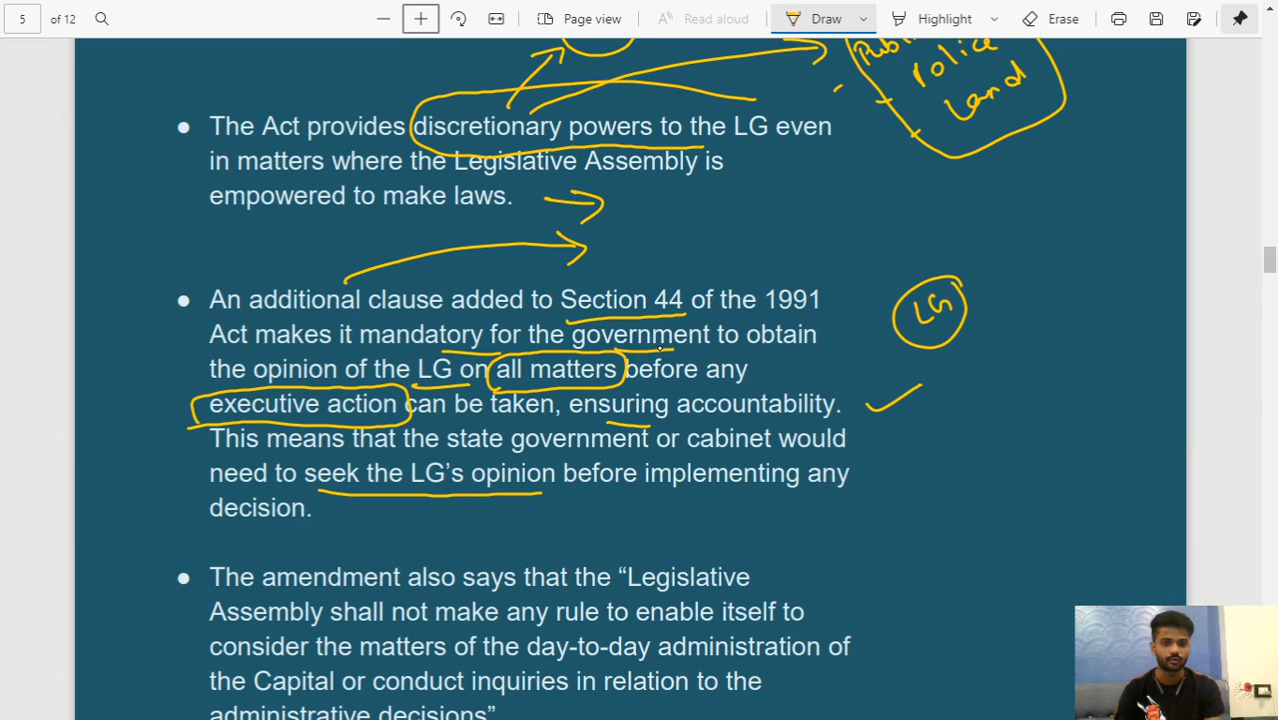 5 of 12 Page view Read aloud Draw Highlight Erase
Police
Land
The Act provides discretionary powers to the LG even
in matters where the Legislative Assembly is
empowered to make laws.
An additional clause added to Section 44 of the 1991
Act makes it mandatory for the government to obtain
the opinion of the LG on all matters before any
executive action can be taken, ensuring accountability.
This means that the state government or cabinet would
need to seek the LG's opinion before implementing any
decision.
LG
The amendment also says that the “Legislative
Assembly shall not make any rule to enable itself to
consider the matters of the day-to-day administration of
the Capital or conduct inquiries in relation to the
administrative decisions”